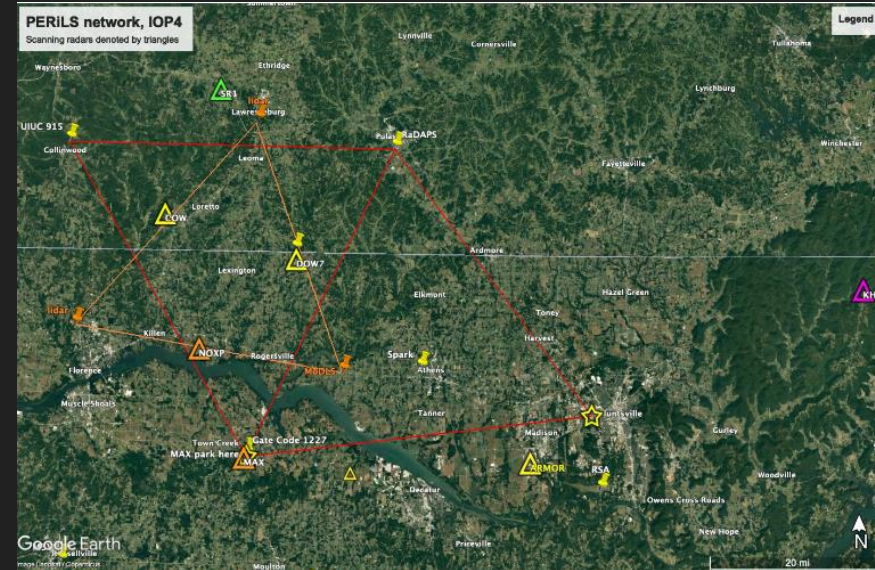 PERiLS network, IOP4
Scanning radars denoted by triangles
Legend
Lynnville
Cornersville
Tullahoma
Waynesboro
Ethridge
SR1
lidar
Lawrenceburg
Lynchburg
UIUC 915
Collinwood
RaDAPS
Winchester
Leoma
Fayetteville
COW
Loretto
Ardmore
Lexington
DOW7
Elkmont
Hazel Green
KH
lidar
Toney
Killen
Harvest
NOXP
Rogersville
Spark
Athens
Florence
MoDLS
Muscle Shoals
Tanner
Huntsville
Madison
Gurley
Town Creek
Gate Code 1227
MAX park here
MAX
ARMOR
RSA
Woodville
Decatur
Owens Cross Roads
New Hope
Priceville
Google Earth
Moulton
N
20 mi